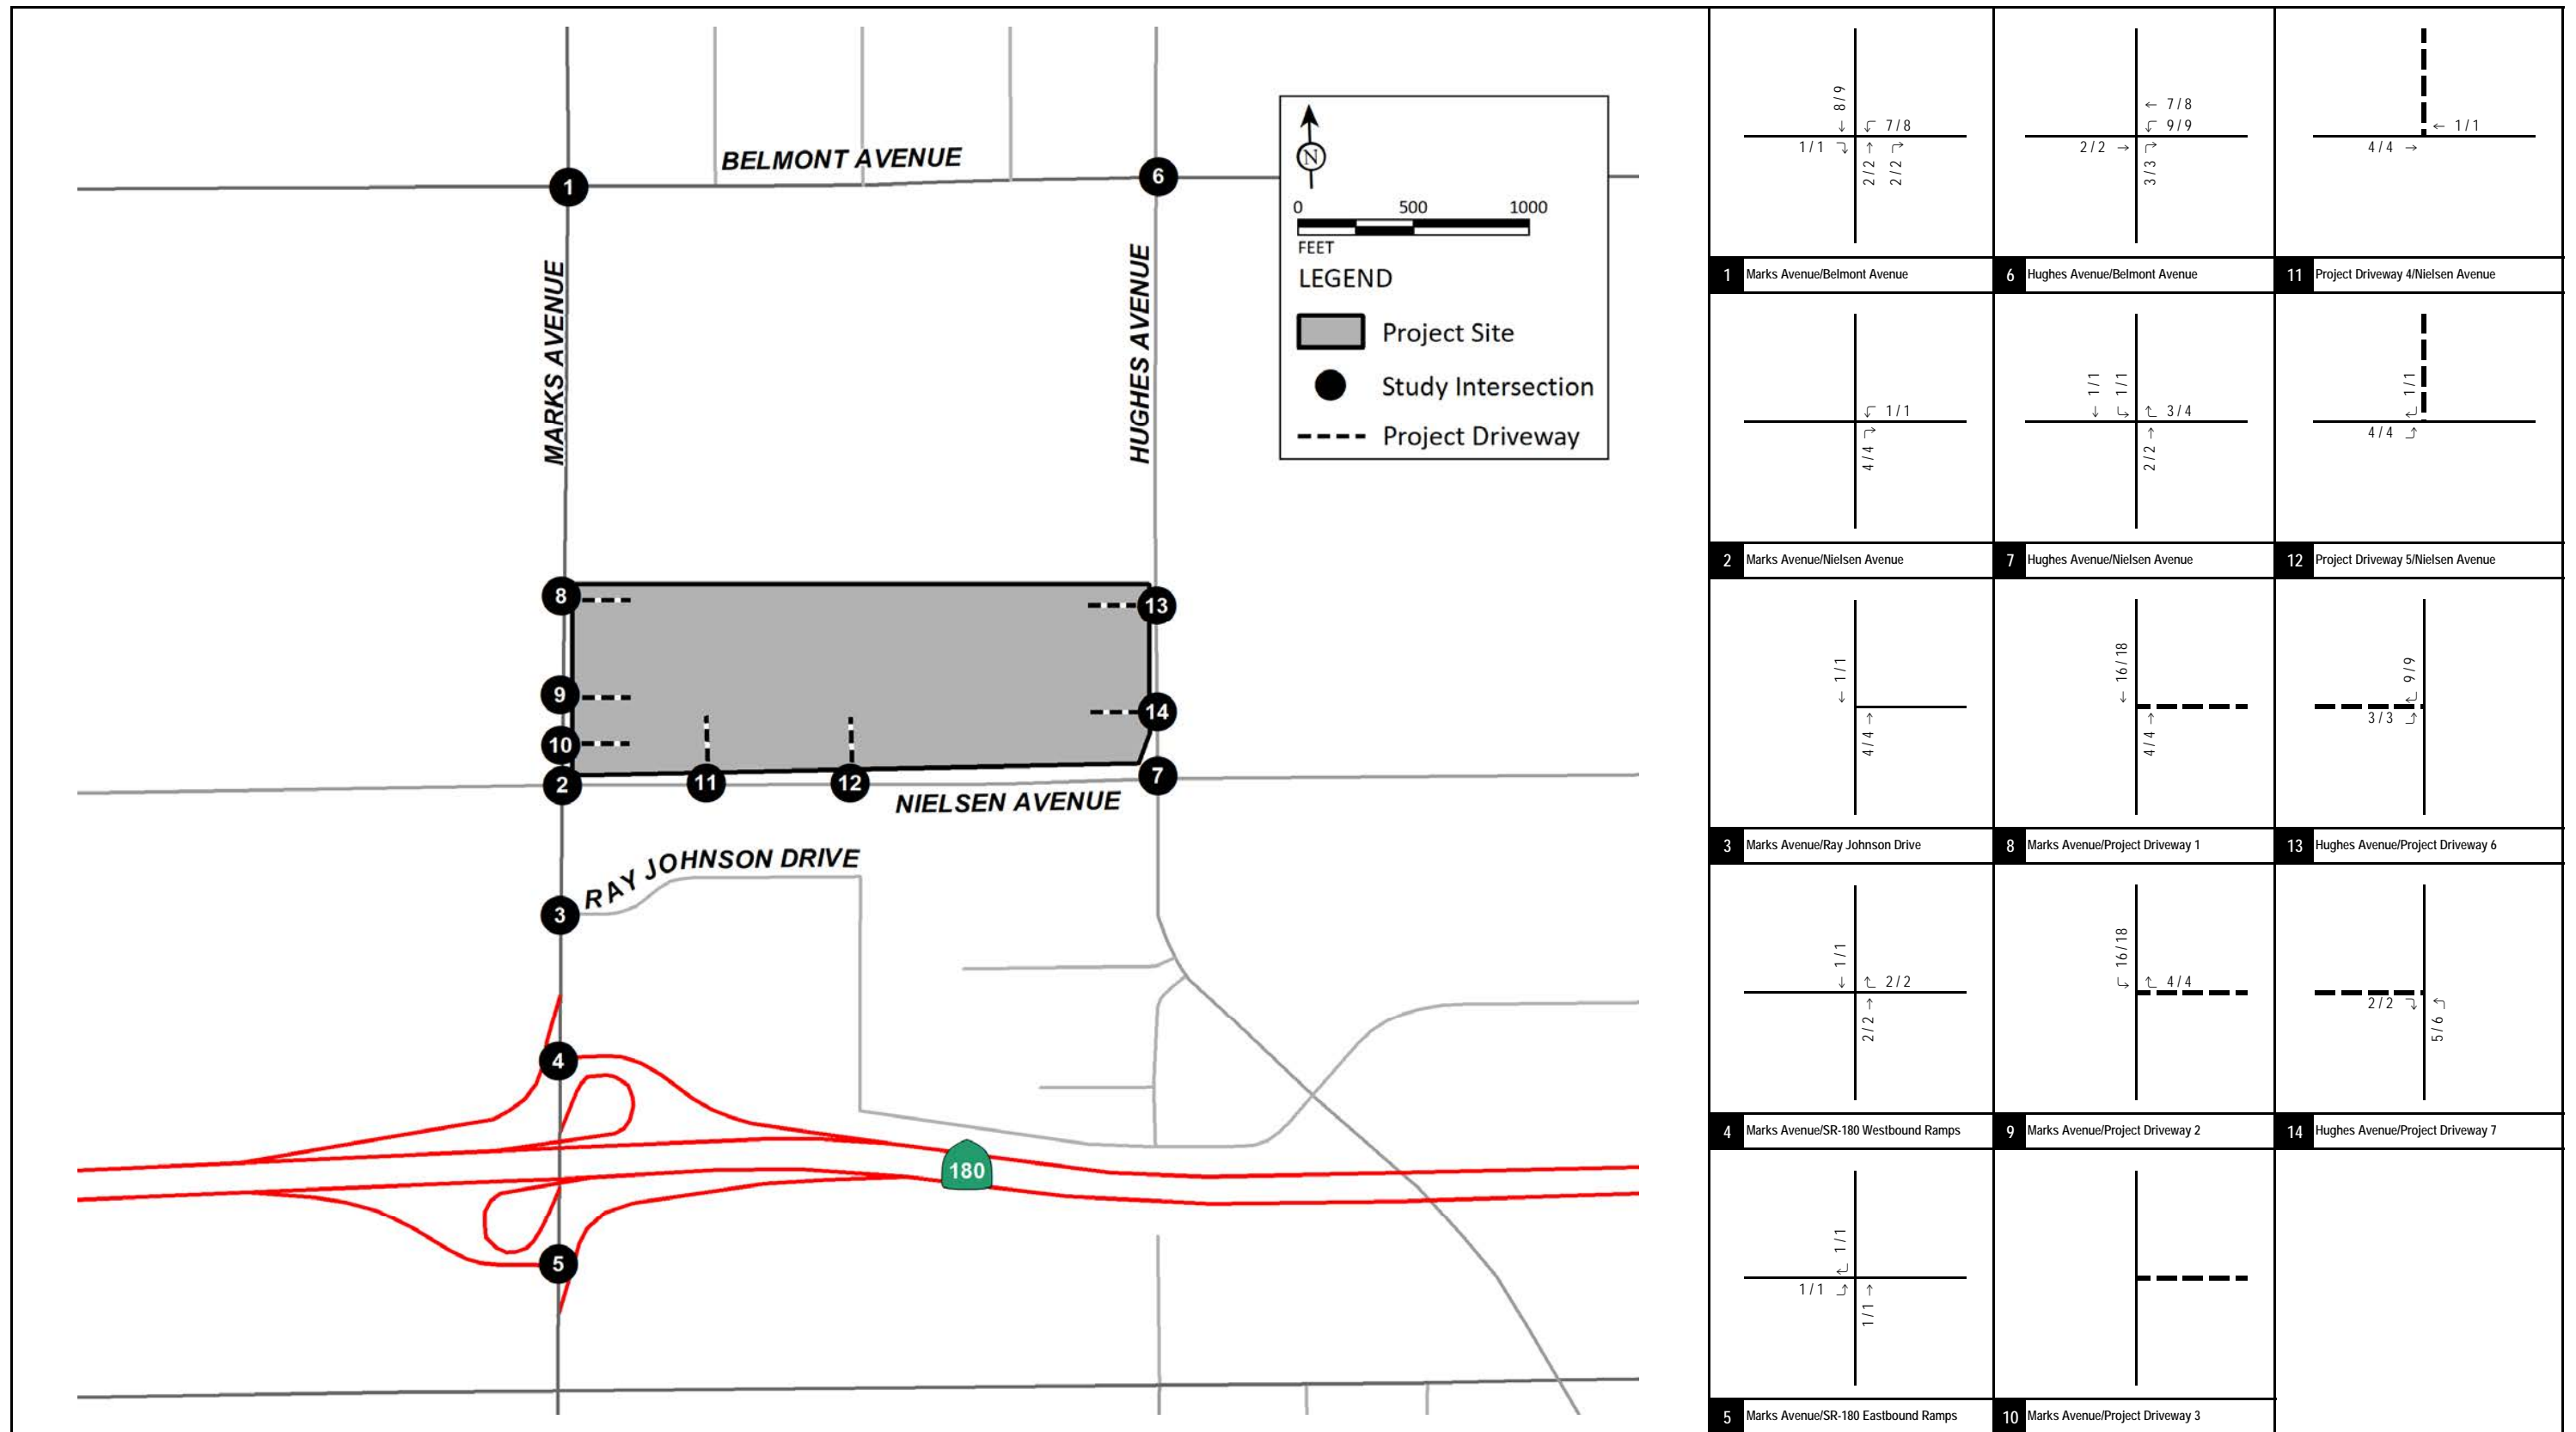 BELMONT AVENUE
MARKS AVENUE
HUGHES AVENUE
NIELSEN AVENUE
RAY JOHNSON DRIVE
180
1
6
8
13
9
14
10
2
11
12
7
3
4
5
N
0 500 1000
FEET
LEGEND
Project Site
Study Intersection
Project Driveway
8 / 9
7 / 8
1 / 1
2 / 2
2 / 2
1 Marks Avenue/Belmont Avenue
7 / 8
9 / 9
2 / 2
3 / 3
6 Hughes Avenue/Belmont Avenue
1 / 1
4 / 4
11 Project Driveway 4/Nielsen Avenue
1 / 1
4 / 4
2 Marks Avenue/Nielsen Avenue
1 / 1
1 / 1
3 / 4
2 / 2
7 Hughes Avenue/Nielsen Avenue
1 / 1
4 / 4
12 Project Driveway 5/Nielsen Avenue
1 / 1
4 / 4
3 Marks Avenue/Ray Johnson Drive
16 / 18
4 / 4
8 Marks Avenue/Project Driveway 1
9 / 9
3 / 3
13 Hughes Avenue/Project Driveway 6
1 / 1
2 / 2
2 / 2
4 Marks Avenue/SR-180 Westbound Ramps
16 / 18
4 / 4
9 Marks Avenue/Project Driveway 2
2 / 2
5 / 6
14 Hughes Avenue/Project Driveway 7
1 / 1
1 / 1
1 / 1
5 Marks Avenue/SR-180 Eastbound Ramps
10 Marks Avenue/Project Driveway 3